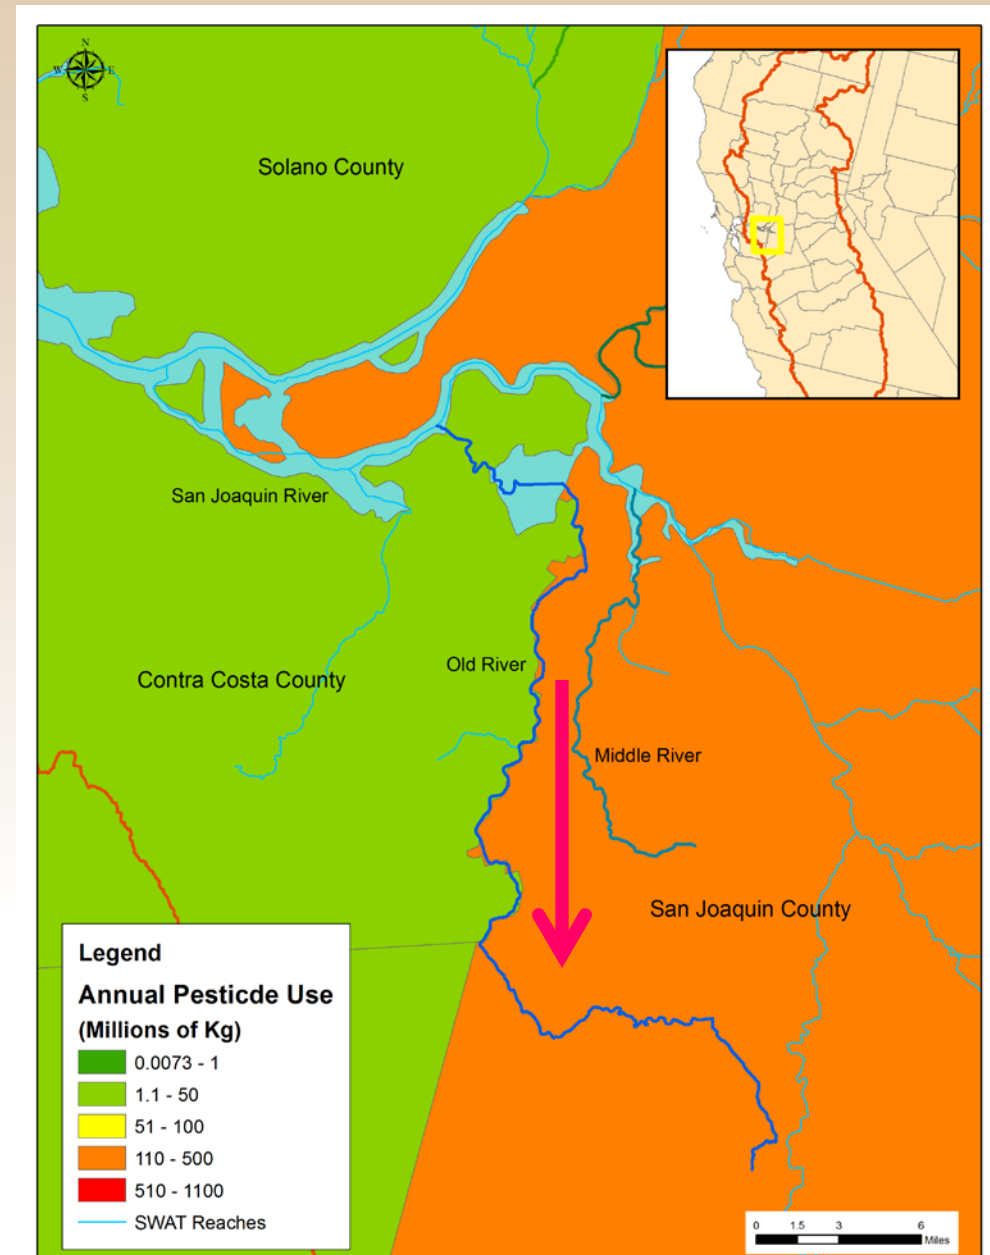 N
W E
S
Solano County
San Joaquin River
Old River
Contra Costa County
Middle River
San Joaquin County
Legend
Annual Pesticde Use
(Millions of Kg)
0.0073 - 1
1.1 - 50
51 - 100
110 - 500
510 - 1100
SWAT Reaches
0 1.5 3 6
Miles